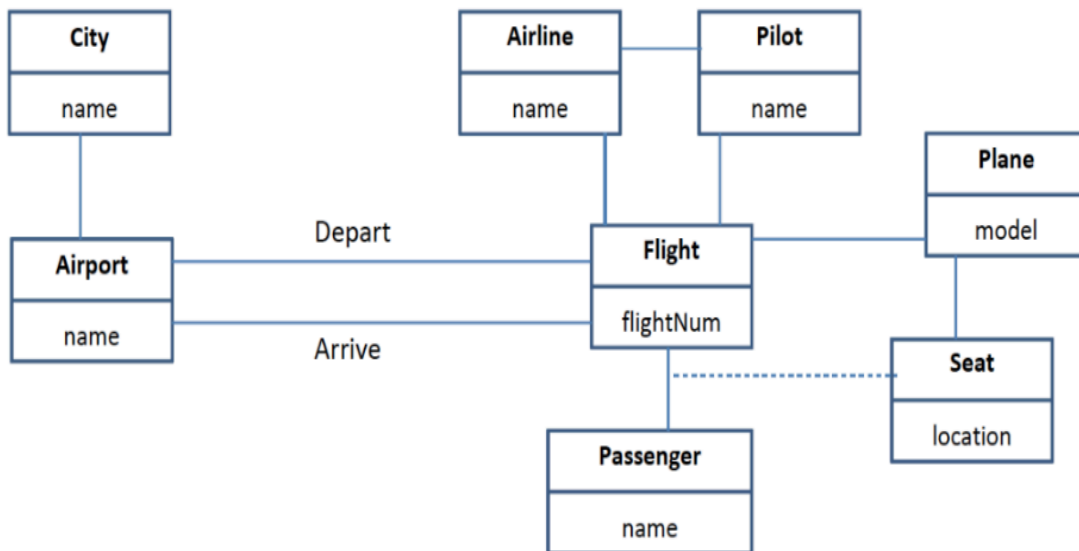 City
name
Airline
name
Pilot
name
Plane
model
Depart
Airport
name
Arrive
Flight
flightNum
Seat
location
Passenger
name